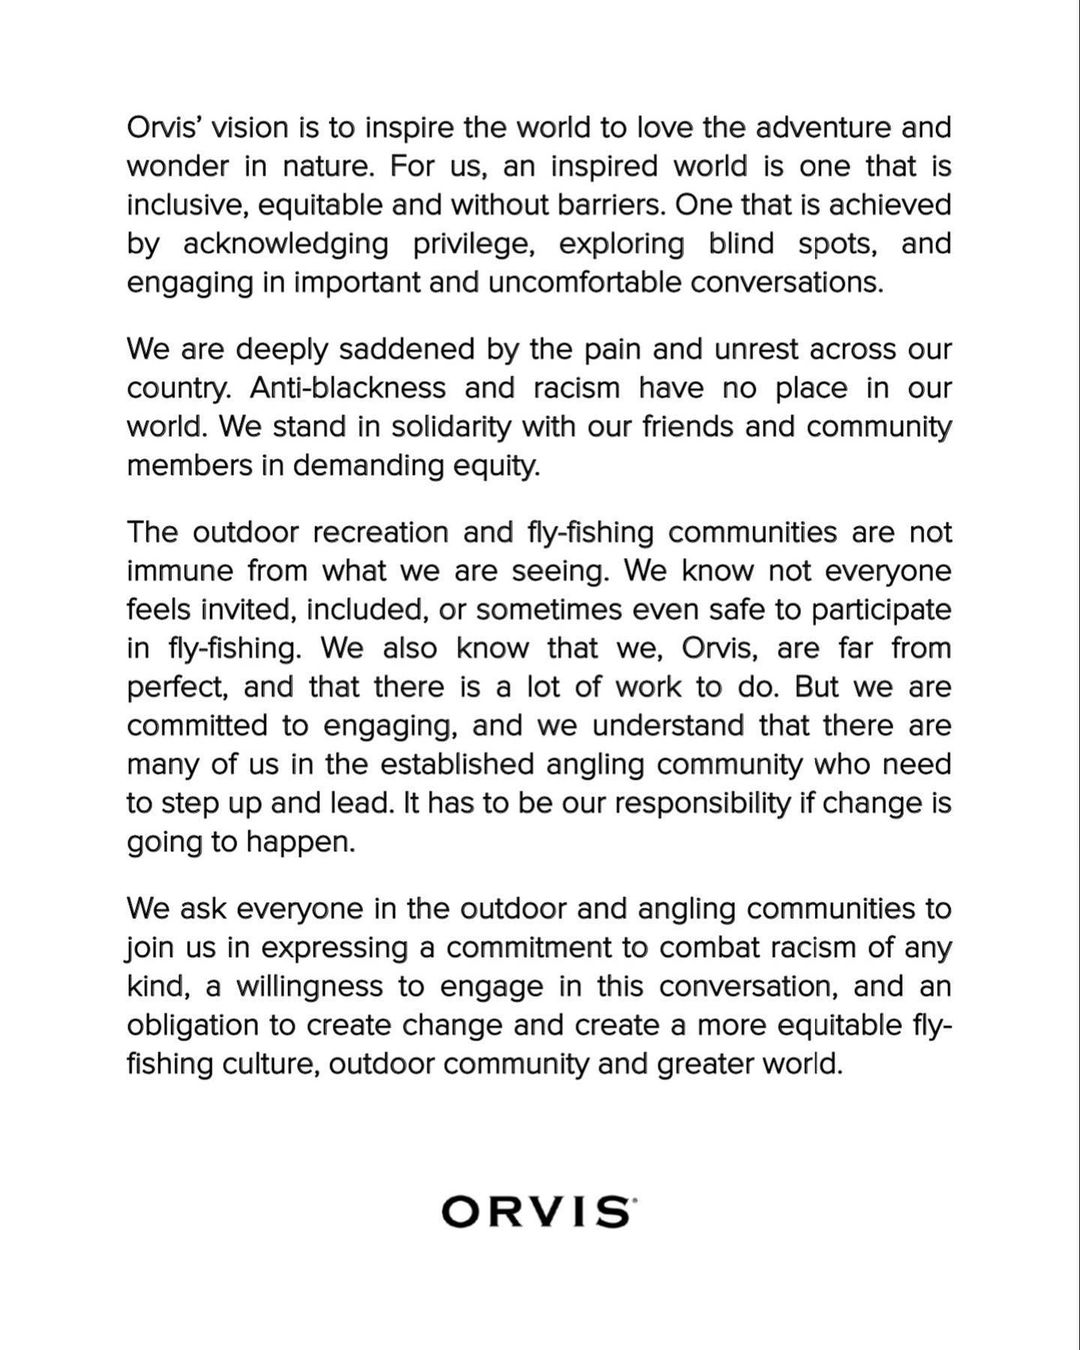 Orvis’ vision is to inspire the world to love the adventure and
wonder in nature. For us, an inspired world is one that is
inclusive, equitable and without barriers. One that is achieved
by acknowledging privilege, exploring blind spots, and
engaging in important and uncomfortable conversations.
We are deeply saddened by the pain and unrest across our
country. Anti-blackness and racism have no place in our
world. We stand in solidarity with our friends and community
members in demanding equity.
The outdoor recreation and fly-fishing communities are not
immune from what we are seeing. We know not everyone
feels invited, included, or sometimes even safe to participate
in fly-fishing. We also know that we, Orvis, are far from
perfect, and that there is a lot of work to do. But we are
committed to engaging, and we understand that there are
many of us in the established angling community who need
to step up and lead. It has to be our responsibility if change is
going to happen.
We ask everyone in the outdoor and angling communities to
join us in expressing a commitment to combat racism of any
kind, a willingness to engage in this conversation, and an
obligation to create change and create a more equitable fly-
fishing culture, outdoor community and greater world.
ORVIS